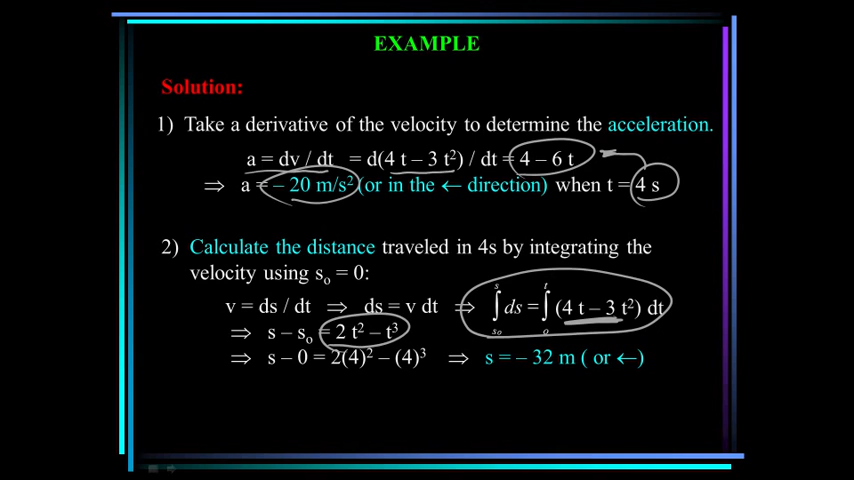 EXAMPLE
Solution:
1) Take a derivative of the velocity to determine the acceleration.
a = dv / dt = d(4 t – 3 t²) / dt = 4 – 6 t
⇒ a = – 20 m/s² (or in the ← direction) when t = 4 s
2) Calculate the distance traveled in 4s by integrating the
velocity using sₒ = 0:
v = ds / dt ⇒ ds = v dt ⇒ ∫ₛₒˢ ds = ∫ₒᵗ (4 t – 3 t²) dt
⇒ s – sₒ = 2 t² – t³
⇒ s – 0 = 2(4)² – (4)³ ⇒ s = – 32 m ( or ←)